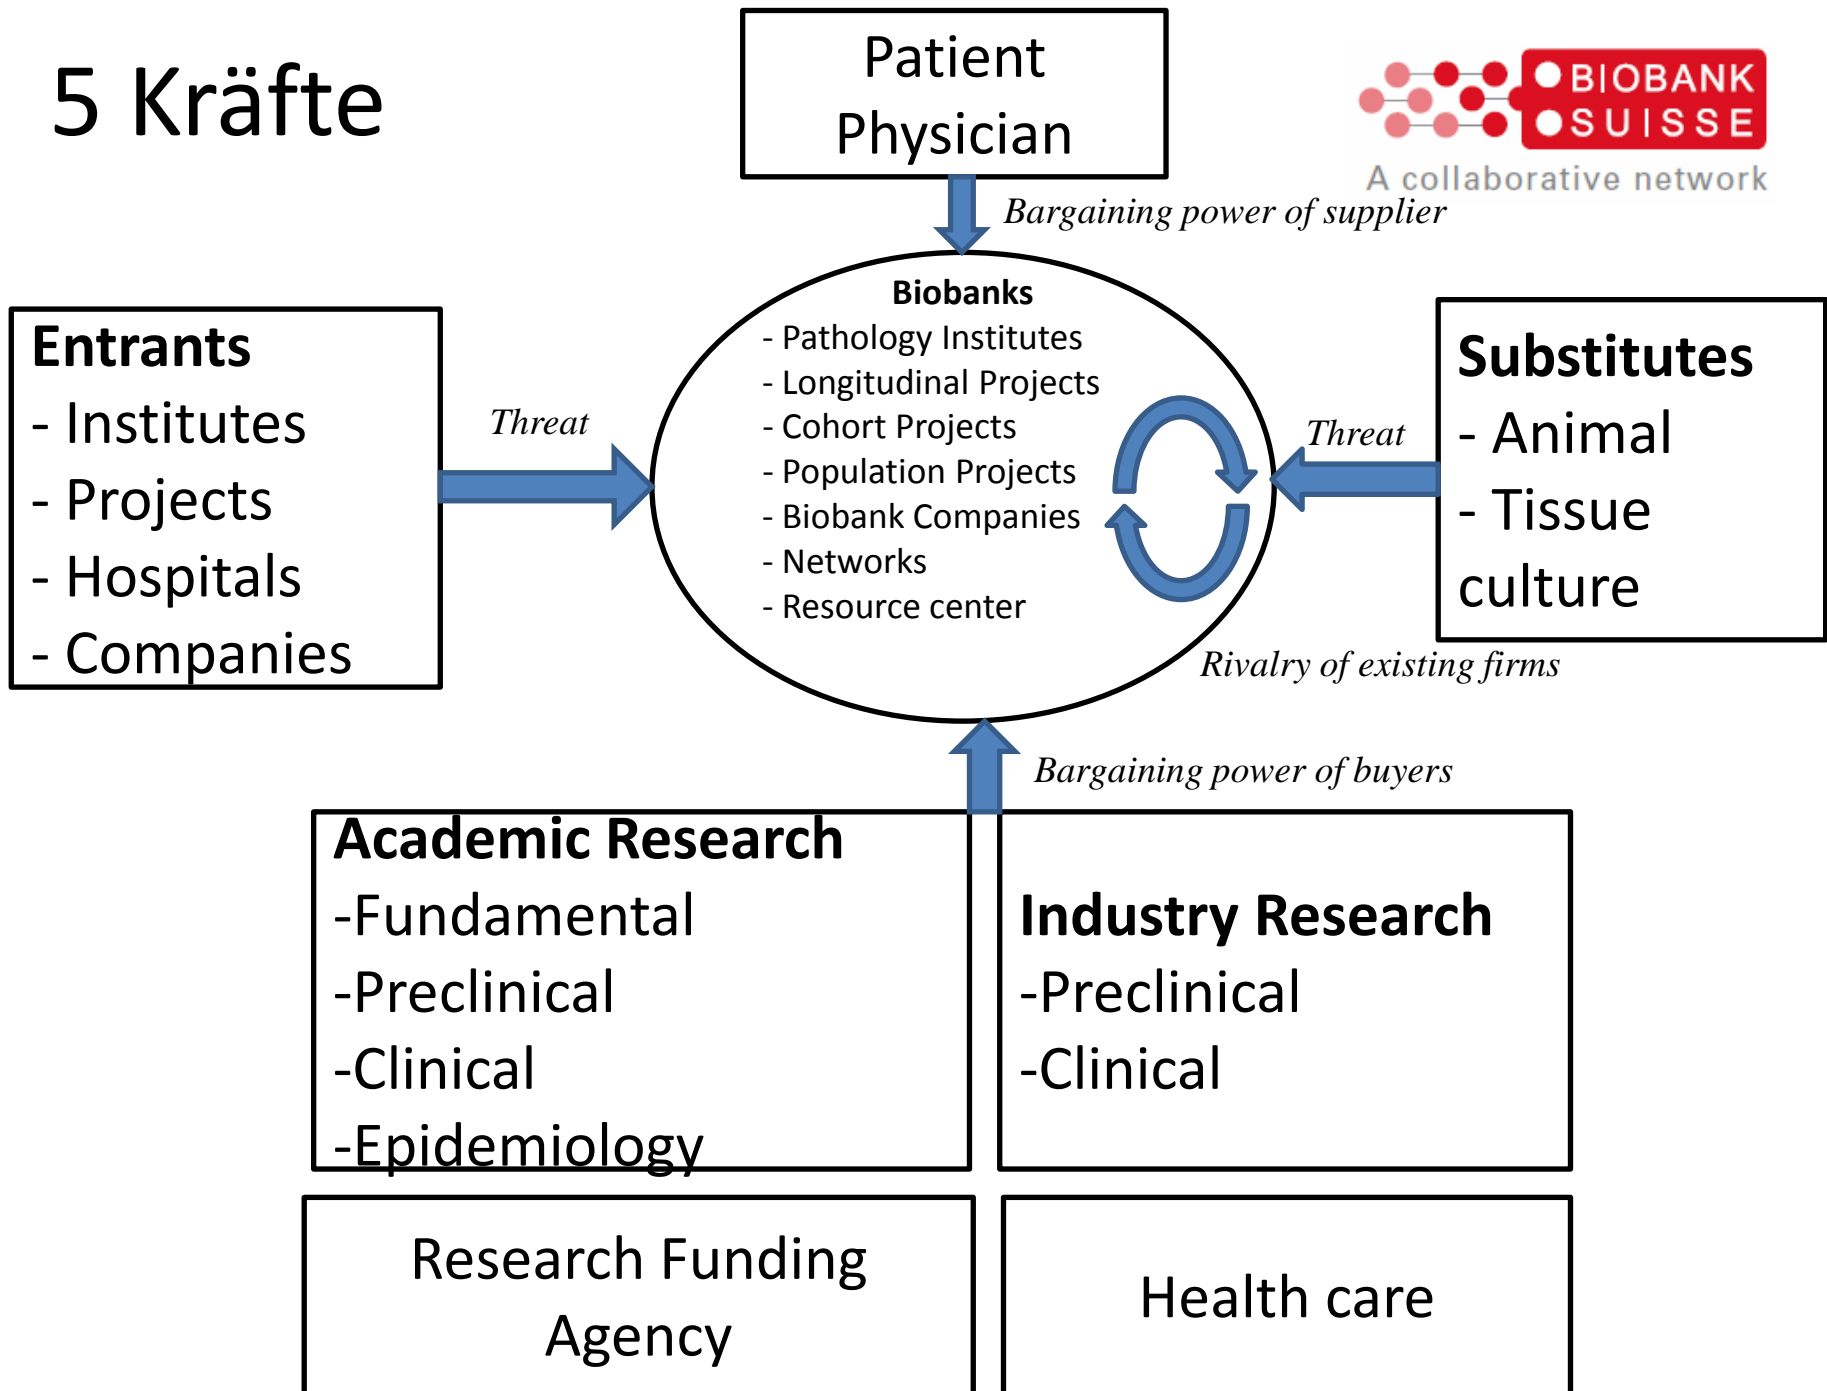 5 Kräfte
Patient
Physician
BIOBANK
SUISSE
A collaborative network
Bargaining power of supplier
Entrants
- Institutes
- Projects
- Hospitals
- Companies
Threat
Biobanks
- Pathology Institutes
- Longitudinal Projects
- Cohort Projects
- Population Projects
- Biobank Companies
- Networks
- Resource center
Threat
Substitutes
- Animal
- Tissue
culture
Rivalry of existing firms
Bargaining power of buyers
Academic Research
-Fundamental
-Preclinical
-Clinical
-Epidemiology
Industry Research
-Preclinical
-Clinical
Research Funding
Agency
Health care